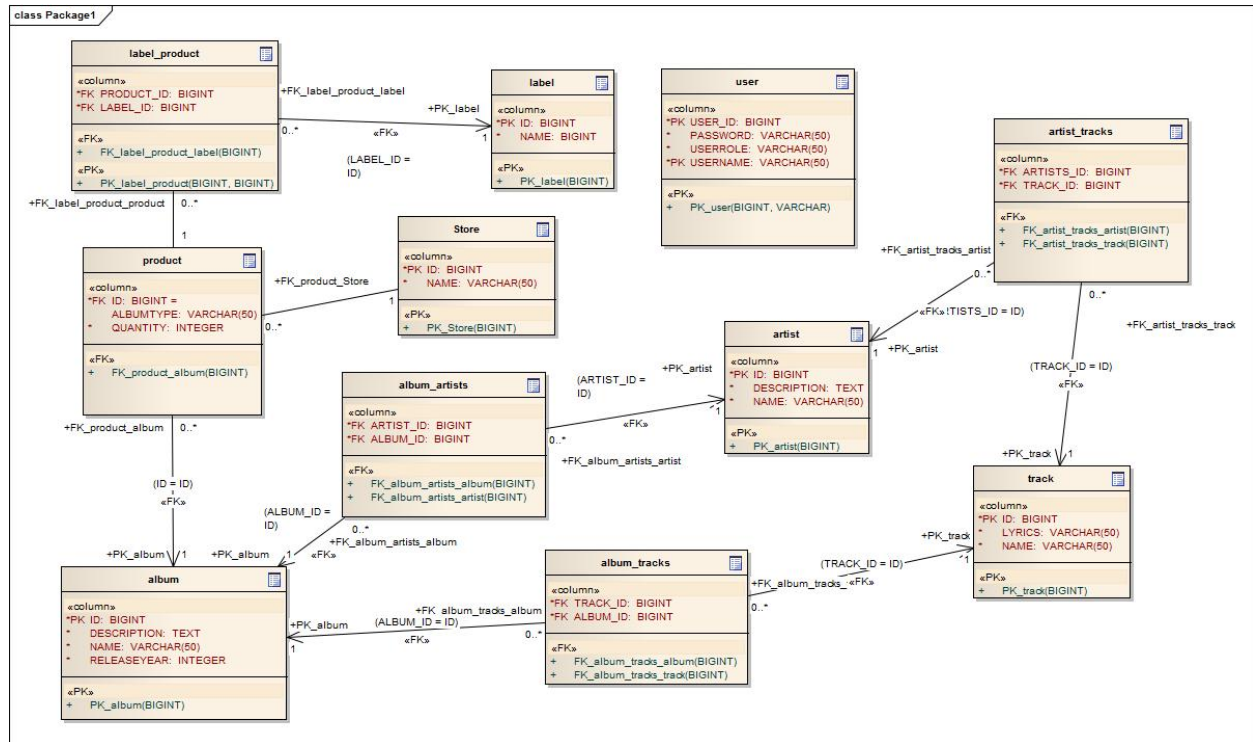 class Package1
label_product
«column»
*FK PRODUCT_ID: BIGINT
*FK LABEL_ID: BIGINT
«FK»
+ FK_label_product_label(BIGINT)
«PK»
+ PK_label_product(BIGINT, BIGINT)
+FK_label_product_label
0..*
«FK»
(LABEL_ID =
ID)
+PK_label
1
label
«column»
*PK ID: BIGINT
* NAME: BIGINT
«PK»
+ PK_label(BIGINT)
user
«column»
*PK USER_ID: BIGINT
* PASSWORD: VARCHAR(50)
* USERROLE: VARCHAR(50)
*PK USERNAME: VARCHAR(50)
«PK»
+ PK_user(BIGINT, VARCHAR)
artist_tracks
«column»
*FK ARTISTS_ID: BIGINT
*FK TRACK_ID: BIGINT
«FK»
+ FK_artist_tracks_artist(BIGINT)
+ FK_artist_tracks_track(BIGINT)
+FK_label_product_product
0..*
1
product
«column»
*FK ID: BIGINT =
ALBUMTYPE: VARCHAR(50)
* QUANTITY: INTEGER
«FK»
+ FK_product_album(BIGINT)
+FK_product_Store
0..*
1
Store
«column»
*PK ID: BIGINT
* NAME: VARCHAR(50)
«PK»
+ PK_Store(BIGINT)
+FK_artist_tracks_artist
0..*
«FK» !TISTS_ID = ID)
+PK_artist
1
0..*
+FK_artist_tracks_track
(TRACK_ID = ID)
«FK»
+PK_track
1
artist
«column»
*PK ID: BIGINT
* DESCRIPTION: TEXT
* NAME: VARCHAR(50)
«PK»
+ PK_artist(BIGINT)
album_artists
«column»
*FK ARTIST_ID: BIGINT
*FK ALBUM_ID: BIGINT
«FK»
+ FK_album_artists_album(BIGINT)
+ FK_album_artists_artist(BIGINT)
(ARTIST_ID =
ID)
+PK_artist
1
«FK»
0..*
+FK_album_artists_artist
+FK_product_album
0..*
(ID = ID)
«FK»
+PK_album
1
(ALBUM_ID =
ID)
0..*
+FK_album_artists_album
+PK_album
1
«FK»
track
«column»
*PK ID: BIGINT
* LYRICS: VARCHAR(50)
* NAME: VARCHAR(50)
«PK»
+ PK_track(BIGINT)
album
«column»
*PK ID: BIGINT
* DESCRIPTION: TEXT
* NAME: VARCHAR(50)
* RELEASEYEAR: INTEGER
«PK»
+ PK_album(BIGINT)
album_tracks
«column»
*FK TRACK_ID: BIGINT
*FK ALBUM_ID: BIGINT
«FK»
+ FK_album_tracks_album(BIGINT)
+ FK_album_tracks_track(BIGINT)
+FK_album_tracks_album
+PK_album
(ALBUM_ID = ID)
1
«FK»
0..*
+PK_track
1
(TRACK_ID = ID)
+FK_album_tracks_
«FK»
0..*